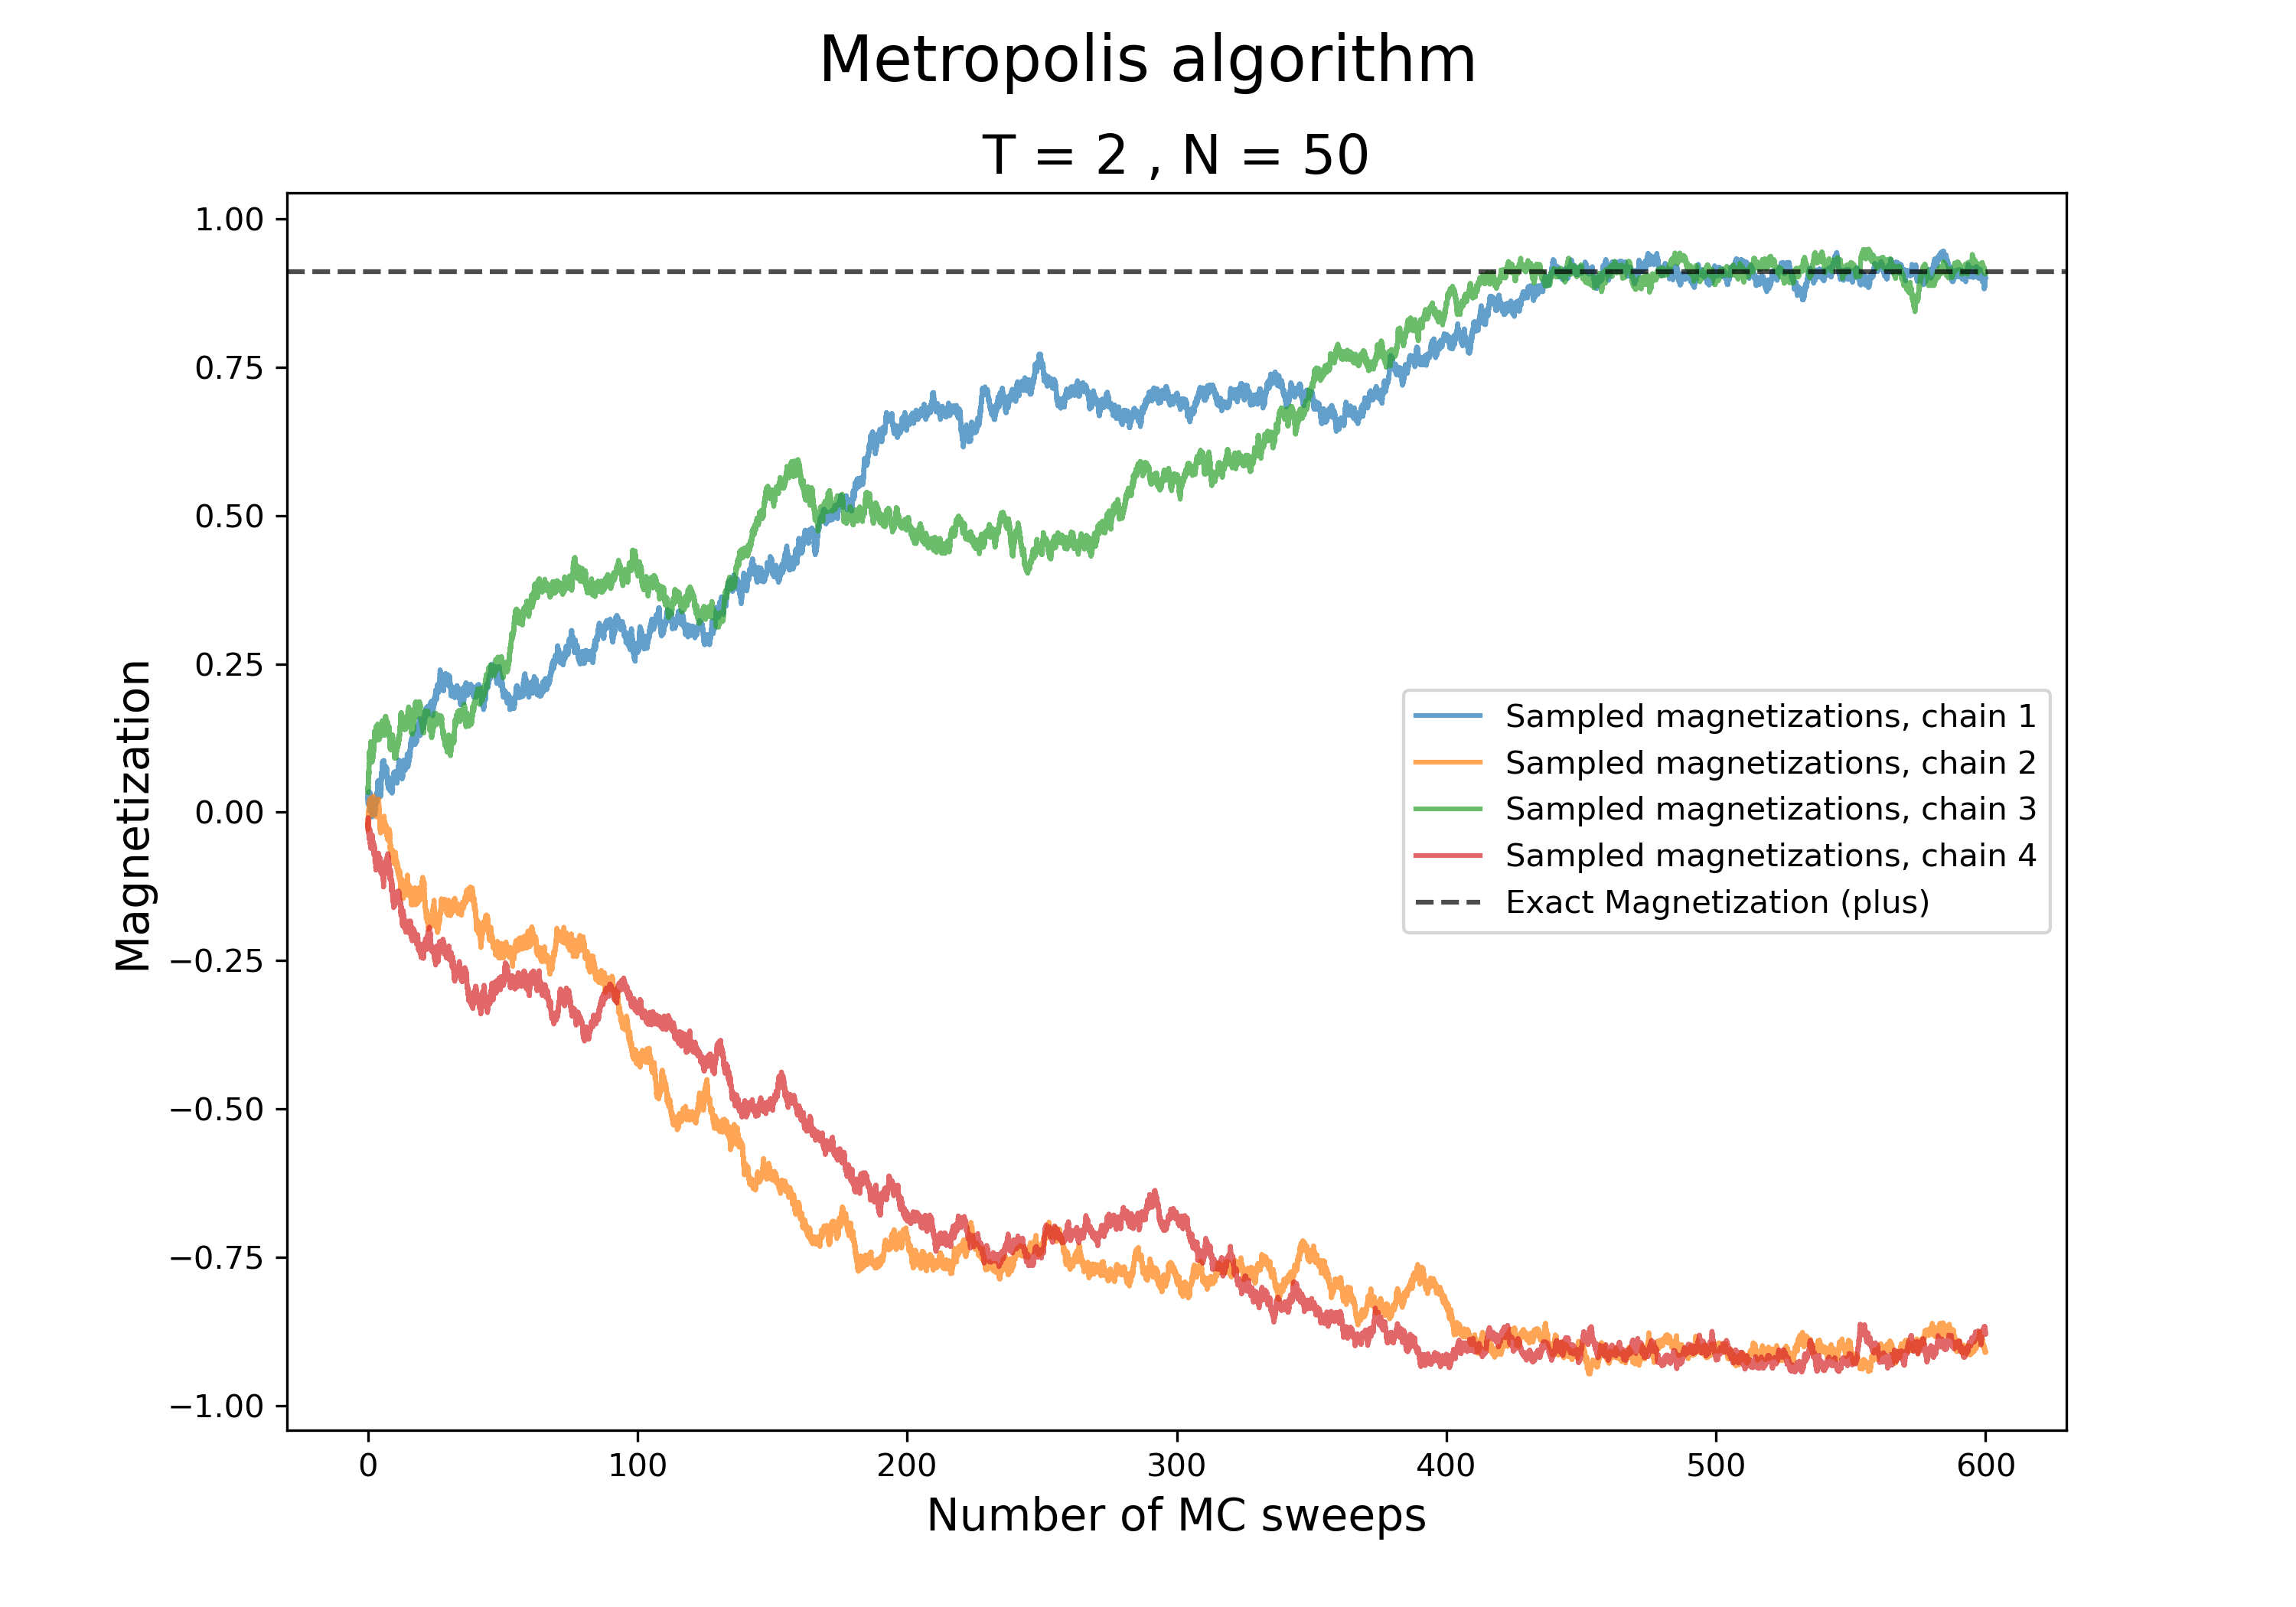 Metropolis algorithm
T = 2 , N = 50
1.00
0.75
0.50
0.25
0.00
−0.25
−0.50
−0.75
−1.00
Magnetization
Sampled magnetizations, chain 1
Sampled magnetizations, chain 2
Sampled magnetizations, chain 3
Sampled magnetizations, chain 4
Exact Magnetization (plus)
0 100 200 300 400 500 600
Number of MC sweeps